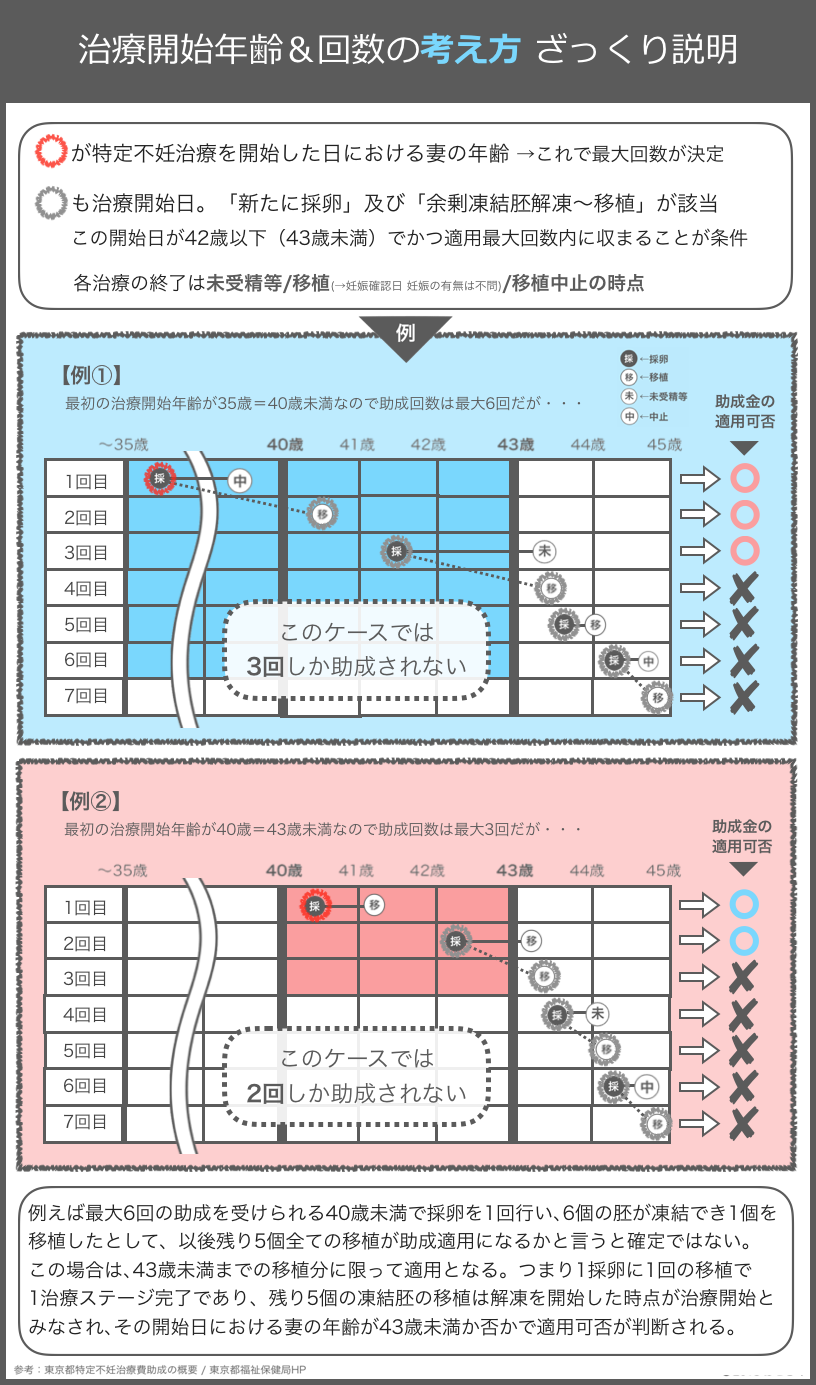 治療開始年齢＆回数の考え方 ざっくり説明
が特定不妊治療を開始した日における妻の年齢 →これで最大回数が決定
も治療開始日。「新たに採卵」及び「余剰凍結胚解凍〜移植」が該当
この開始日が42歳以下（43歳未満）でかつ適用最大回数内に収まることが条件
各治療の終了は未受精等/移植(→妊娠確認日 妊娠の有無は不問)/移植中止の時点
例
【例①】
最初の治療開始年齢が35歳＝40歳未満なので助成回数は最大6回だが・・・
採 ←採卵
移 ←移植
未 ←未受精等
中 ←中止
助成金の
適用可否
〜35歳 40歳 41歳 42歳 43歳 44歳 45歳
1回目 採 中
2回目 移
3回目 採 未
4回目 移
5回目 採 移
6回目 採 中
7回目 移
このケースでは
3回しか助成されない
【例②】
最初の治療開始年齢が40歳＝43歳未満なので助成回数は最大3回だが・・・
助成金の
適用可否
〜35歳 40歳 41歳 42歳 43歳 44歳 45歳
1回目 採 移
2回目 採 移
3回目 移
4回目 採 未
5回目 移
6回目 採 中
7回目 移
このケースでは
2回しか助成されない
例えば最大6回の助成を受けられる40歳未満で採卵を1回行い、6個の胚が凍結でき1個を
移植したとして、以後残り5個全ての移植が助成適用になるかと言うと確定ではない。
この場合は、43歳未満までの移植分に限って適用となる。つまり1採卵に1回の移植で
1治療ステージ完了であり、残り5個の凍結胚の移植は解凍を開始した時点が治療開始と
みなされ、その開始日における妻の年齢が43歳未満か否かで適用可否が判断される。
参考：東京都特定不妊治療費助成の概要 / 東京都福祉保健局HP